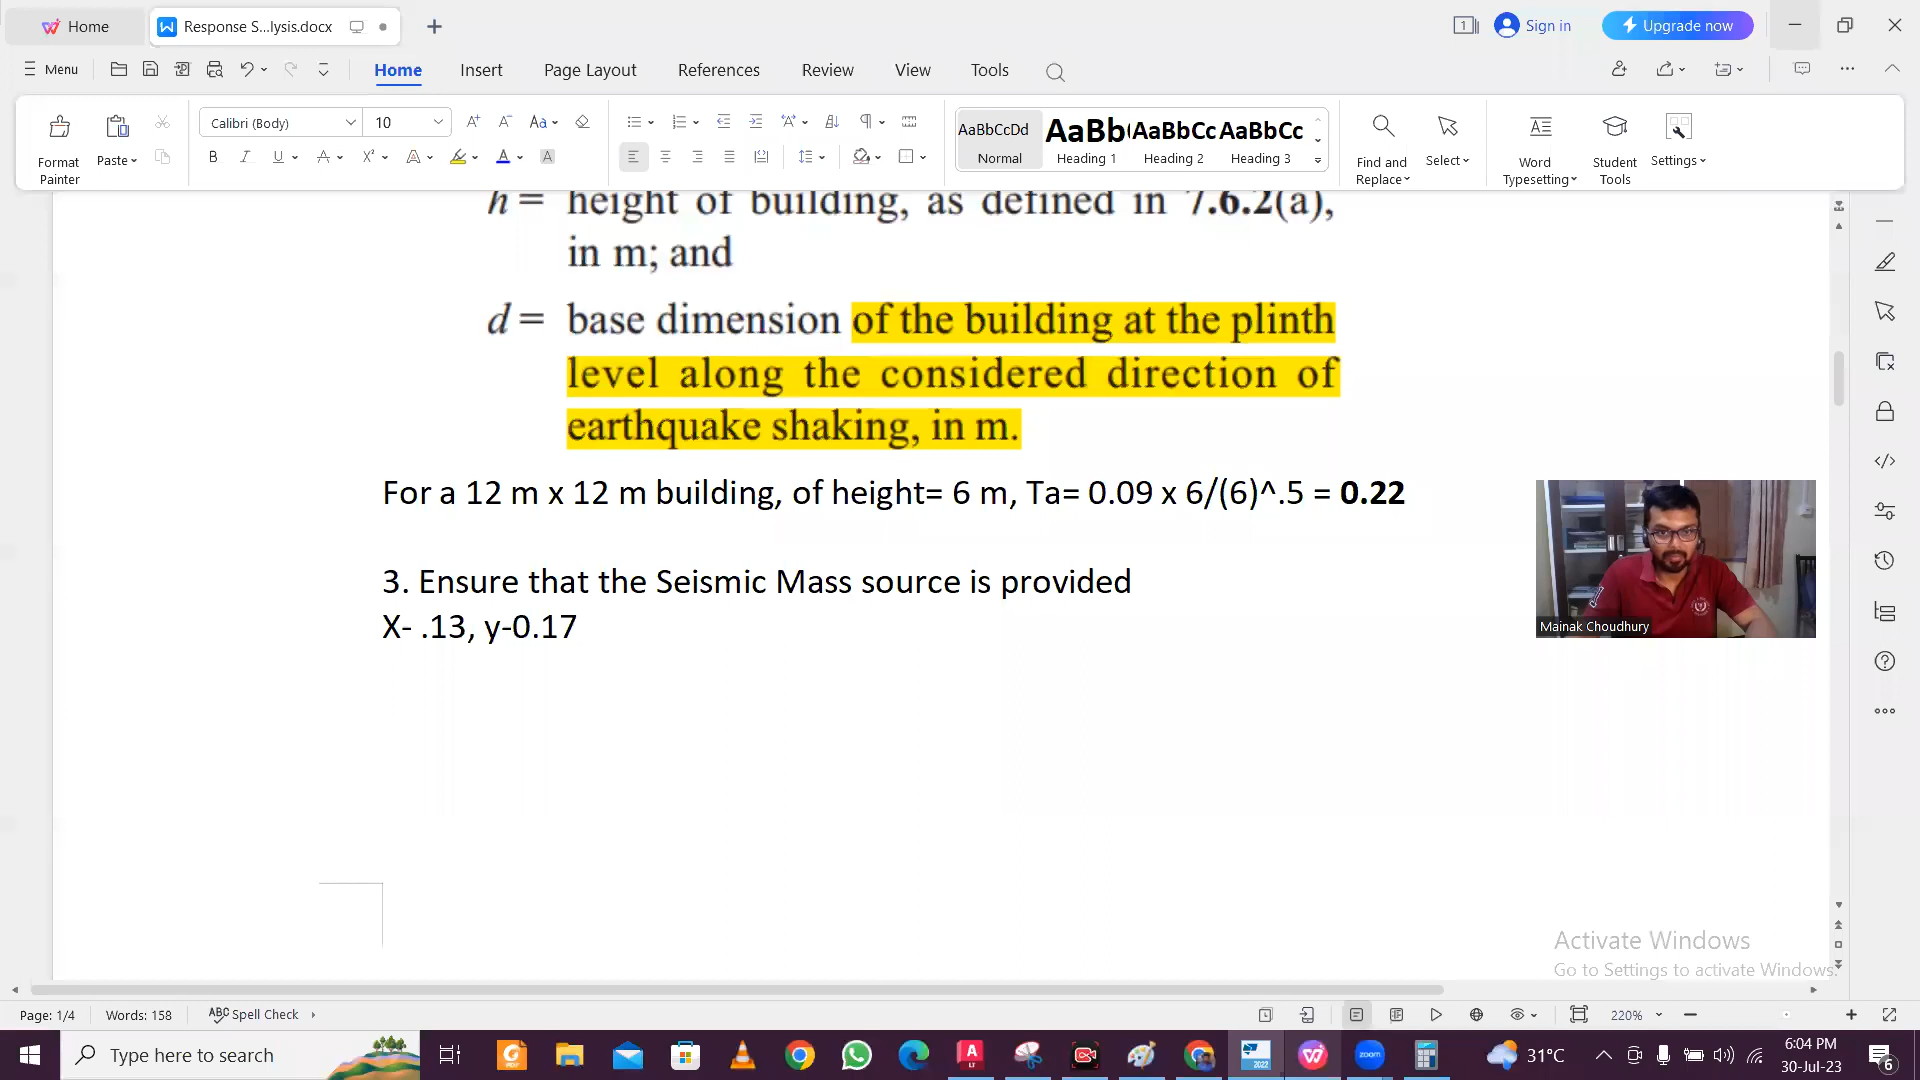 Home
Response S...lysis.docx
Sign in
Upgrade now
Menu
Home
Insert
Page Layout
References
Review
View
Tools
Format Painter
Paste
Calibri (Body)
10
AaBbCcDd
Normal
AaBb(
Heading 1
AaBbCc
Heading 2
AaBbCc
Heading 3
Find and Replace
Select
Word Typesetting
Student Tools
Settings
h = height of building, as defined in 7.6.2(a),
in m; and
d = base dimension of the building at the plinth
level along the considered direction of
earthquake shaking, in m.
For a 12 m x 12 m building, of height= 6 m, Ta= 0.09 x 6/(6)^.5 = 0.22
3. Ensure that the Seismic Mass source is provided
X- .13, y-0.17
Mainak Choudhury
Activate Windows
Go to Settings to activate Windows.
Page: 1/4
Words: 158
Spell Check
220%
Type here to search
31°C
6:04 PM
30-Jul-23
6